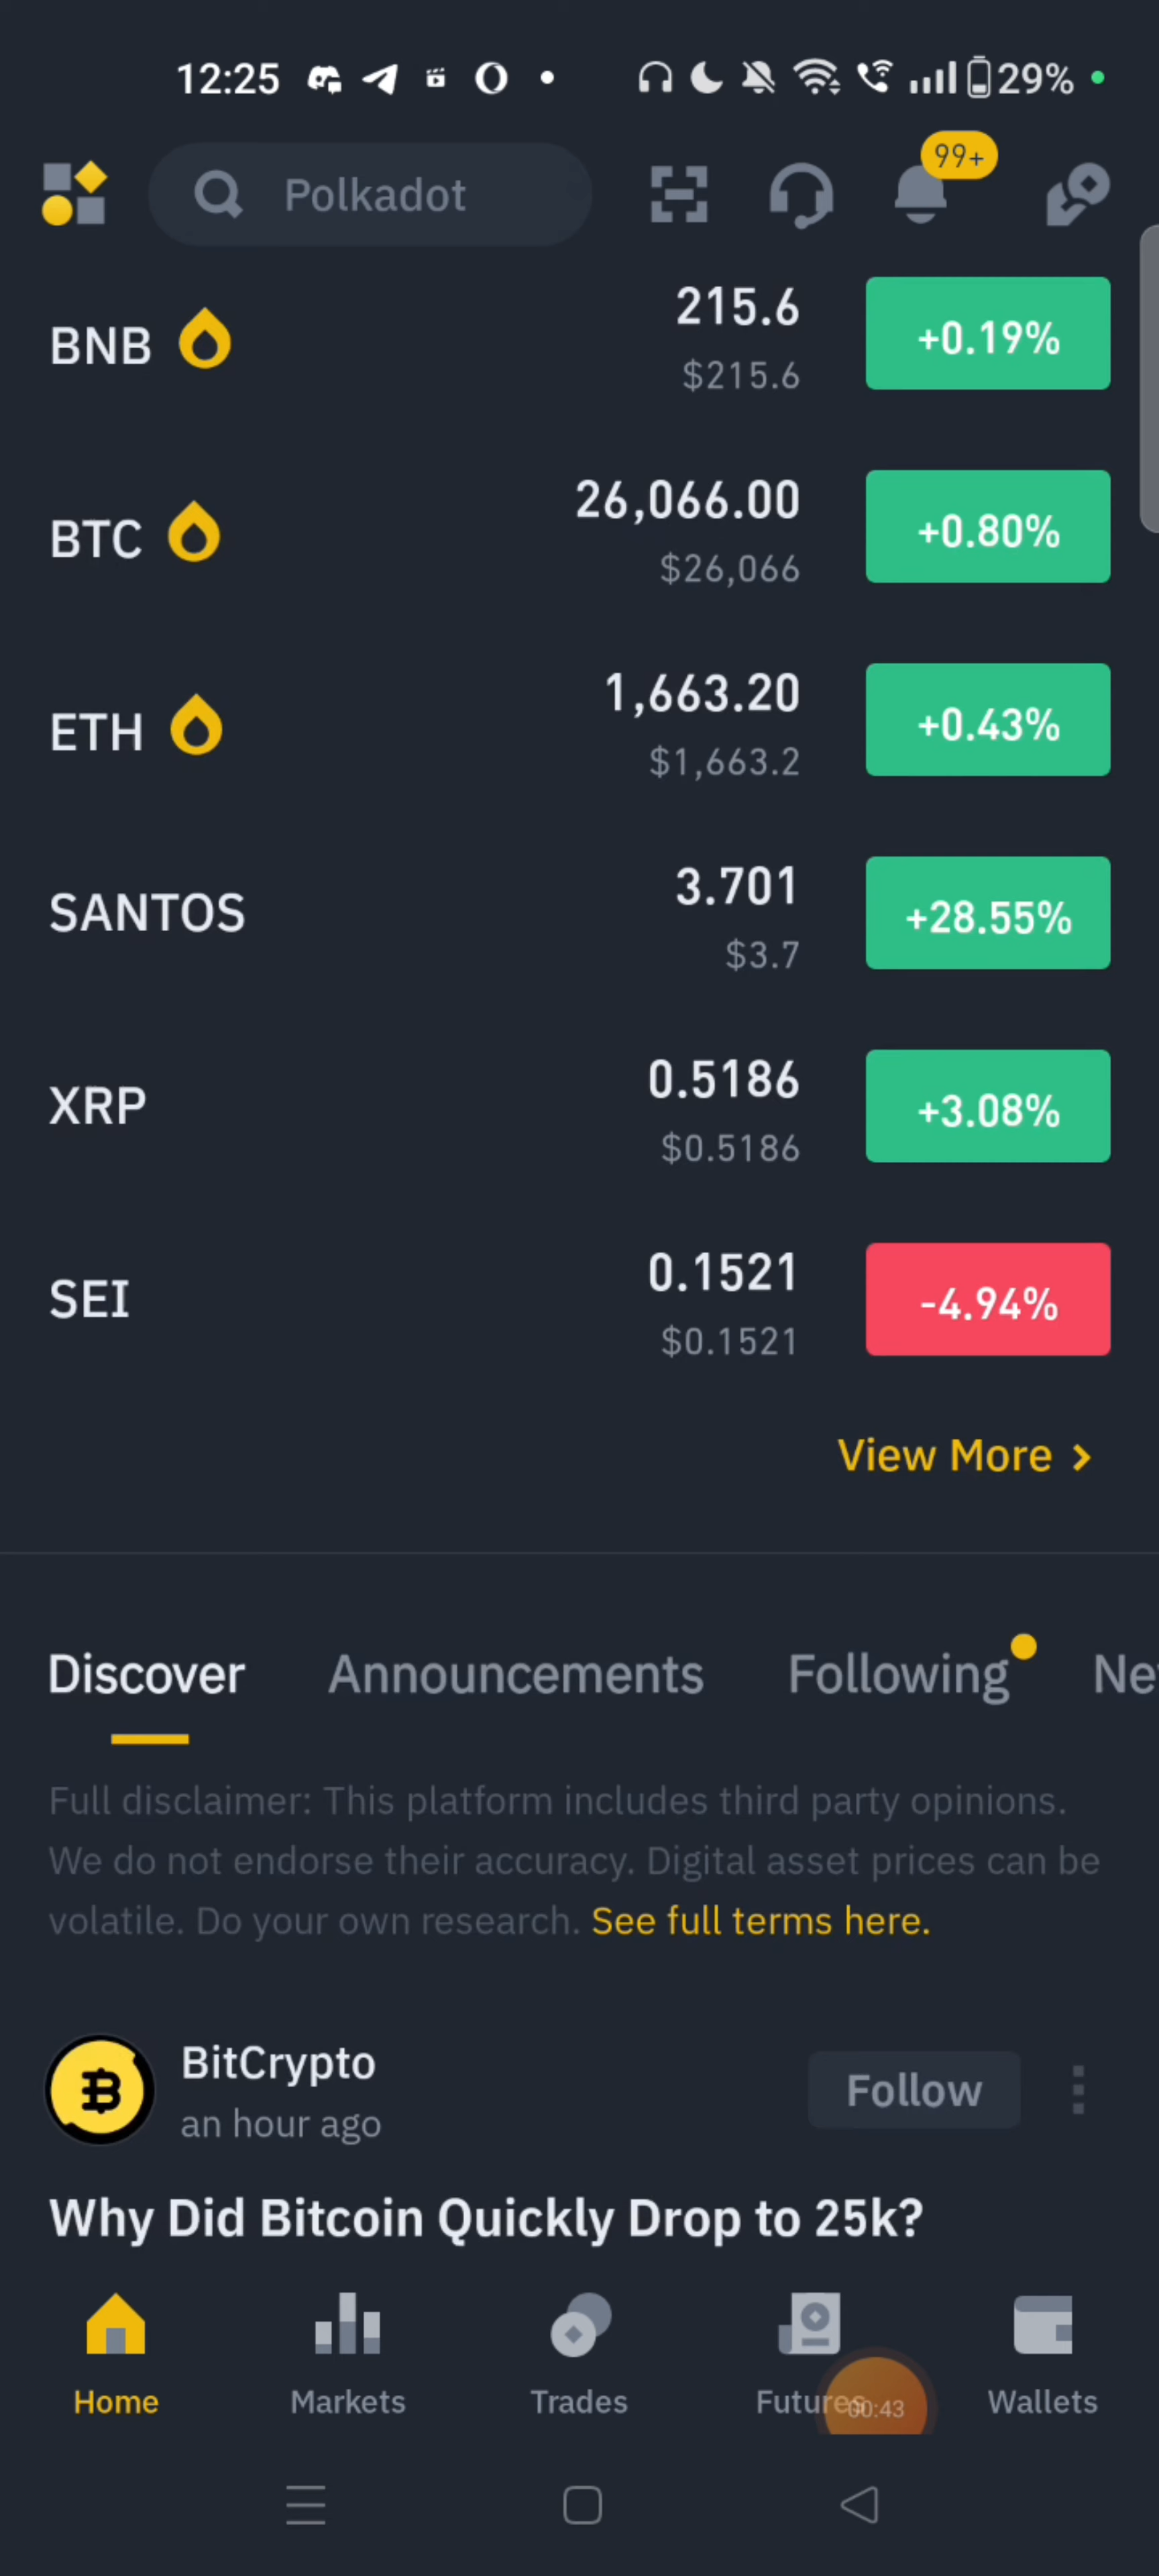 12:25 29%
Polkadot 99+
BNB 215.6 +0.19%
$215.6
BTC 26,066.00 +0.80%
$26,066
ETH 1,663.20 +0.43%
$1,663.2
SANTOS 3.701 +28.55%
$3.7
XRP 0.5186 +3.08%
$0.5186
SEI 0.1521 -4.94%
$0.1521
View More
Discover Announcements Following Ne
Full disclaimer: This platform includes third party opinions.
We do not endorse their accuracy. Digital asset prices can be
volatile. Do your own research. See full terms here.
BitCrypto Follow
an hour ago
Why Did Bitcoin Quickly Drop to 25k?
Home Markets Trades Futures 00:43 Wallets